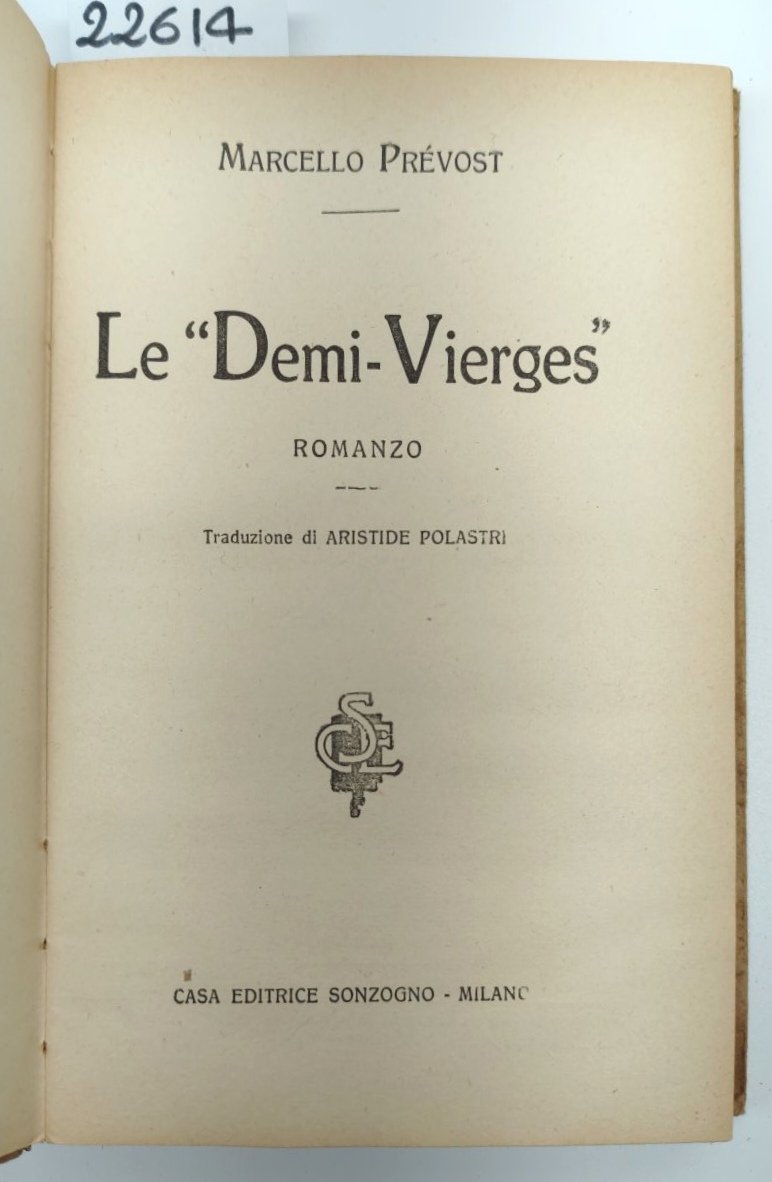 22614
MARCELLO PRÉVOST
Le “Demi-Vierges”
ROMANZO
Traduzione di ARISTIDE POLASTRI
CASA EDITRICE SONZOGNO - MILANO